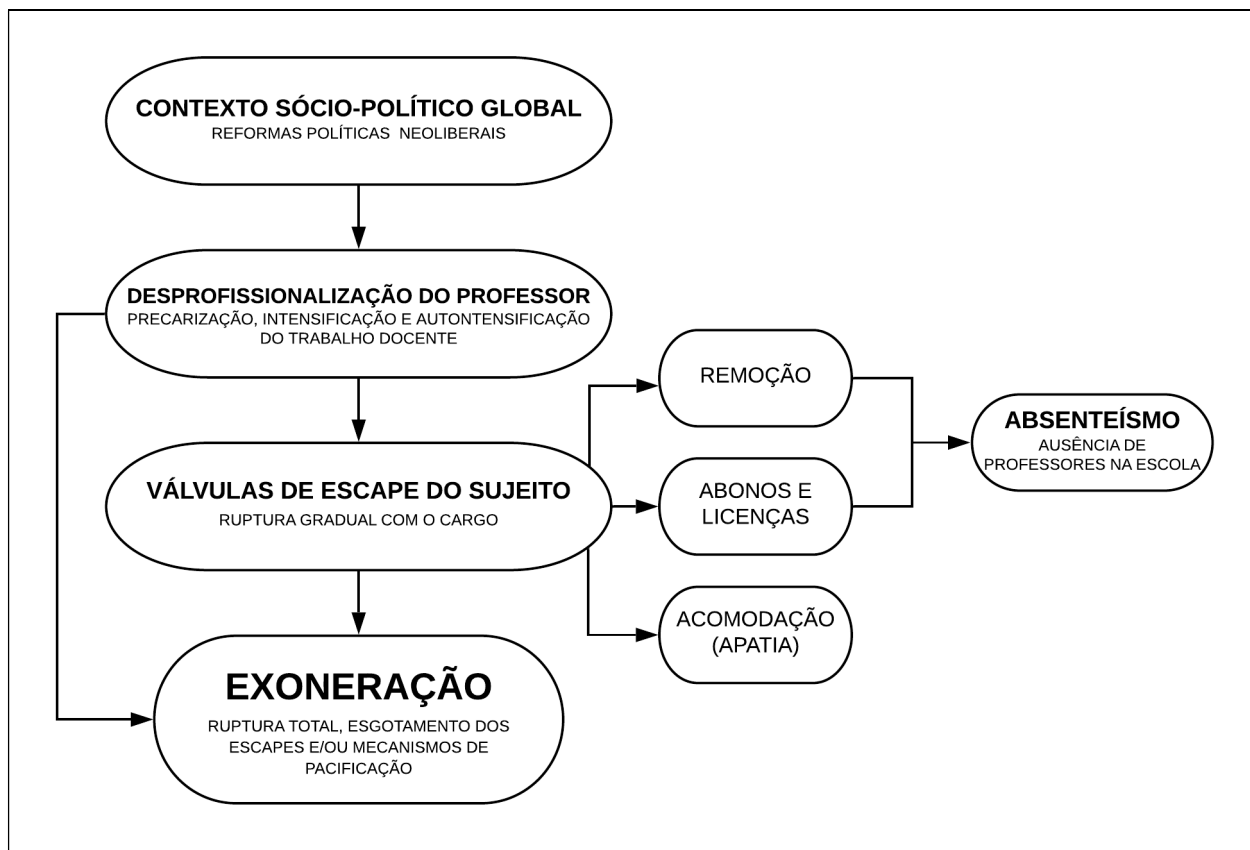 CONTEXTO SÓCIO-POLÍTICO GLOBAL
REFORMAS POLÍTICAS NEOLIBERAIS
DESPROFISSIONALIZAÇÃO DO PROFESSOR
PRECARIZAÇÃO, INTENSIFICAÇÃO E AUTONTENSIFICAÇÃO
DO TRABALHO DOCENTE
VÁLVULAS DE ESCAPE DO SUJEITO
RUPTURA GRADUAL COM O CARGO
EXONERAÇÃO
RUPTURA TOTAL, ESGOTAMENTO DOS
ESCAPES E/OU MECANISMOS DE
PACIFICAÇÃO
REMOÇÃO
ABONOS E
LICENÇAS
ACOMODAÇÃO
(APATIA)
ABSENTEÍSMO
AUSÊNCIA DE
PROFESSORES NA ESCOLA